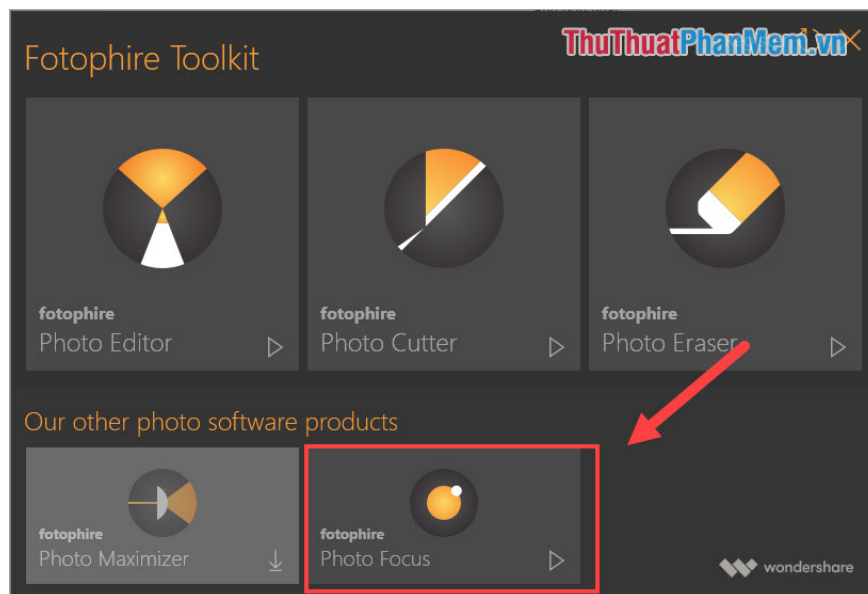 ThuThuatPhanMem.vn
Fotophire Toolkit
fotophire
Photo Editor
fotophire
Photo Cutter
fotophire
Photo Eraser
Our other photo software products
fotophire
Photo Maximizer
fotophire
Photo Focus
wondershare